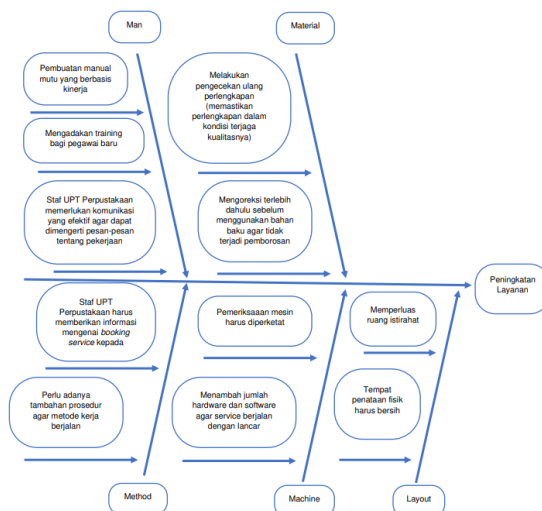 Man
Material
Pembuatan manual
mutu yang berbasis
kinerja
Melakukan
pengecekan ulang
perlengkapan
(memastikan
perlengkapan dalam
kondisi terjaga
kualitasnya)
Mengadakan training
bagi pegawai baru
Staf UPT Perpustakaan
memerlukan komunikasi
yang efektif agar dapat
dimengerti pesan-pesan
tentang pekerjaan
Mengoreksi terlebih
dahulu sebelum
menggunakan bahan
baku agar tidak
terjadi pemborosan
Peningkatan
Layanan
Staf UPT
Perpustakaan harus
memberikan informasi
mengenai booking
service kepada
Pemeriksaaan mesin
harus diperketat
Memperluas
ruang istirahat
Perlu adanya
tambahan prosedur
agar metode kerja
berjalan
Menambah jumlah
hardware dan software
agar service berjalan
dengan lancar
Tempat
penataan fisik
harus bersih
Method
Machine
Layout